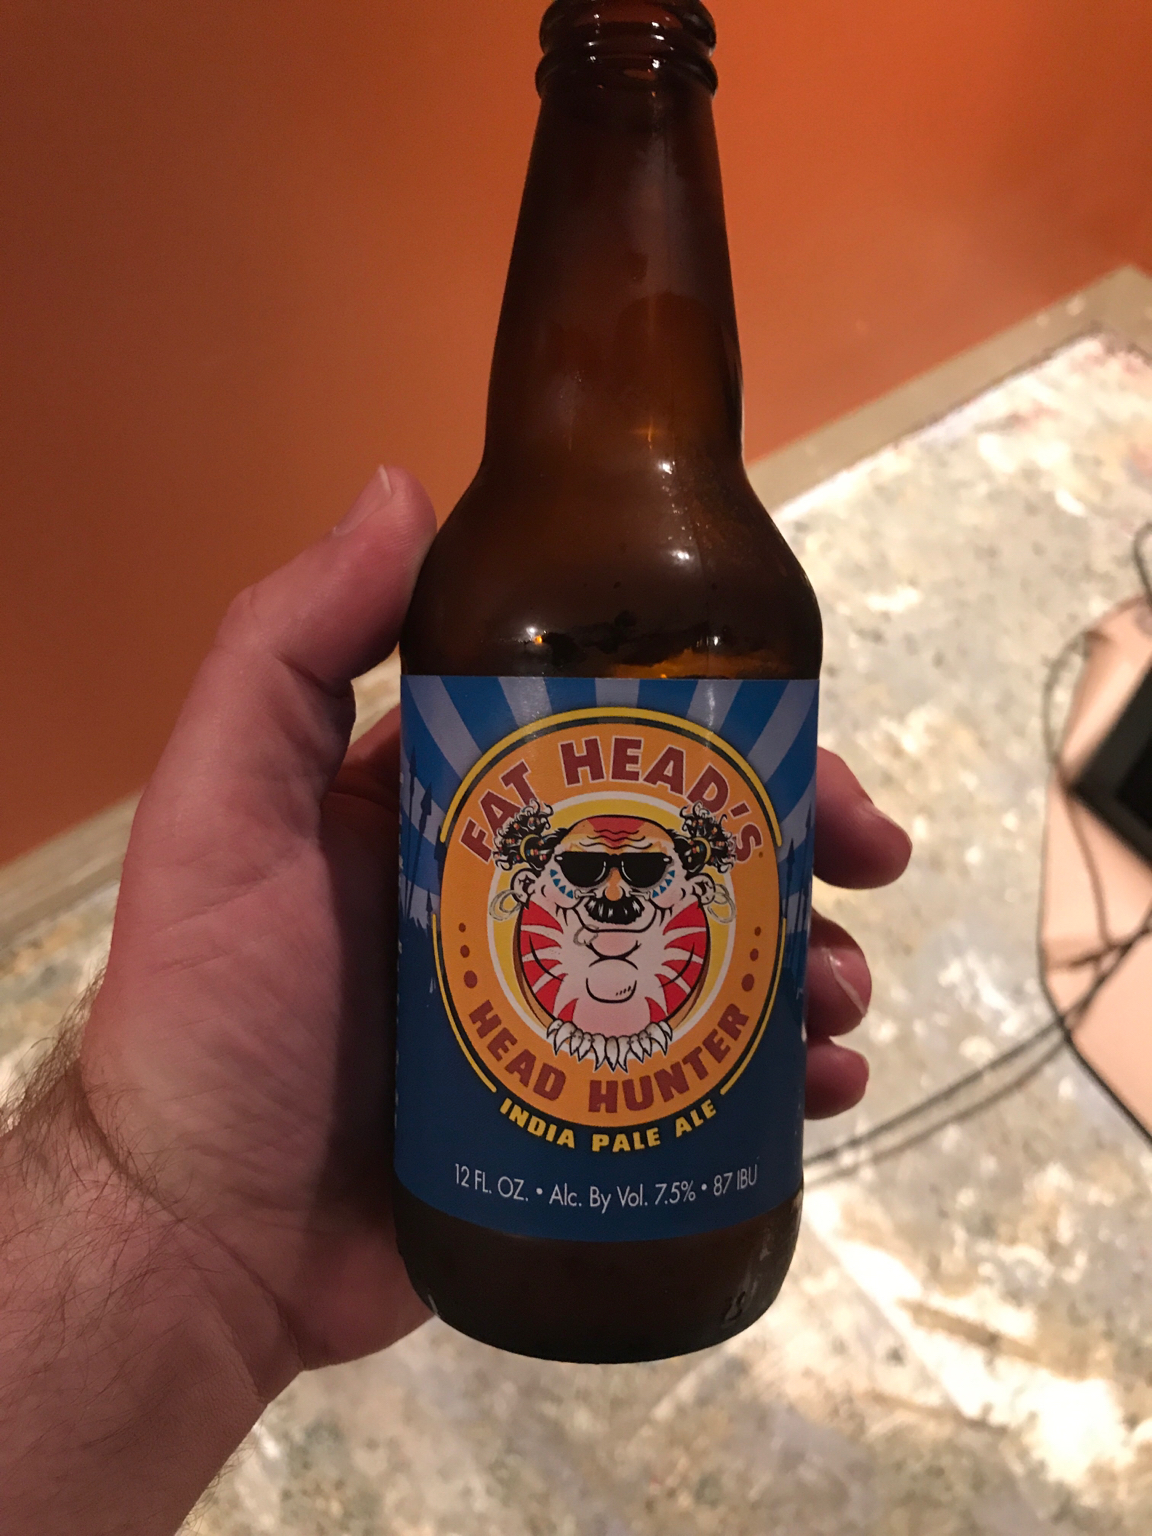 FAT HEAD'S
HEAD HUNTER
INDIA PALE ALE
12 FL. OZ. • Alc. By Vol. 7.5% • 87 IBU